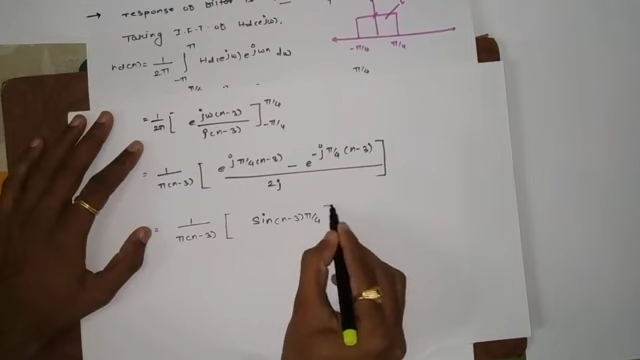 → response of filter is
Taking I.F.T of Hd(e^jω).
hd(n) = 1/2π ∫_-π^π Hd(e^jω) e^jωn dω
-π/4 π/4
π/4
= 1/2π [ e^jω(n-3) / j(n-3) ]_-π/4^π/4
= 1/π(n-3) [ e^jπ/4(n-3) - e^-jπ/4(n-3) / 2j ]
= 1/π(n-3) [ sin(n-3)π/4